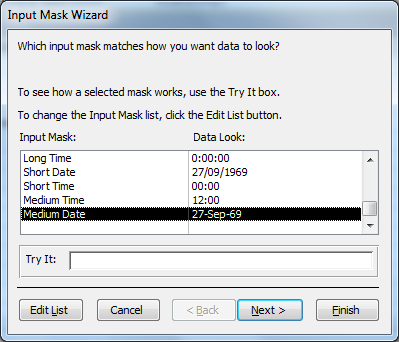 Input Mask Wizard
Which input mask matches how you want data to look?
To see how a selected mask works, use the Try It box.
To change the Input Mask list, click the Edit List button.
Input Mask: Data Look:
Long Time 0:00:00
Short Date 27/09/1969
Short Time 00:00
Medium Time 12:00
Medium Date 27-Sep-69
Try It:
Edit List Cancel < Back Next > Finish